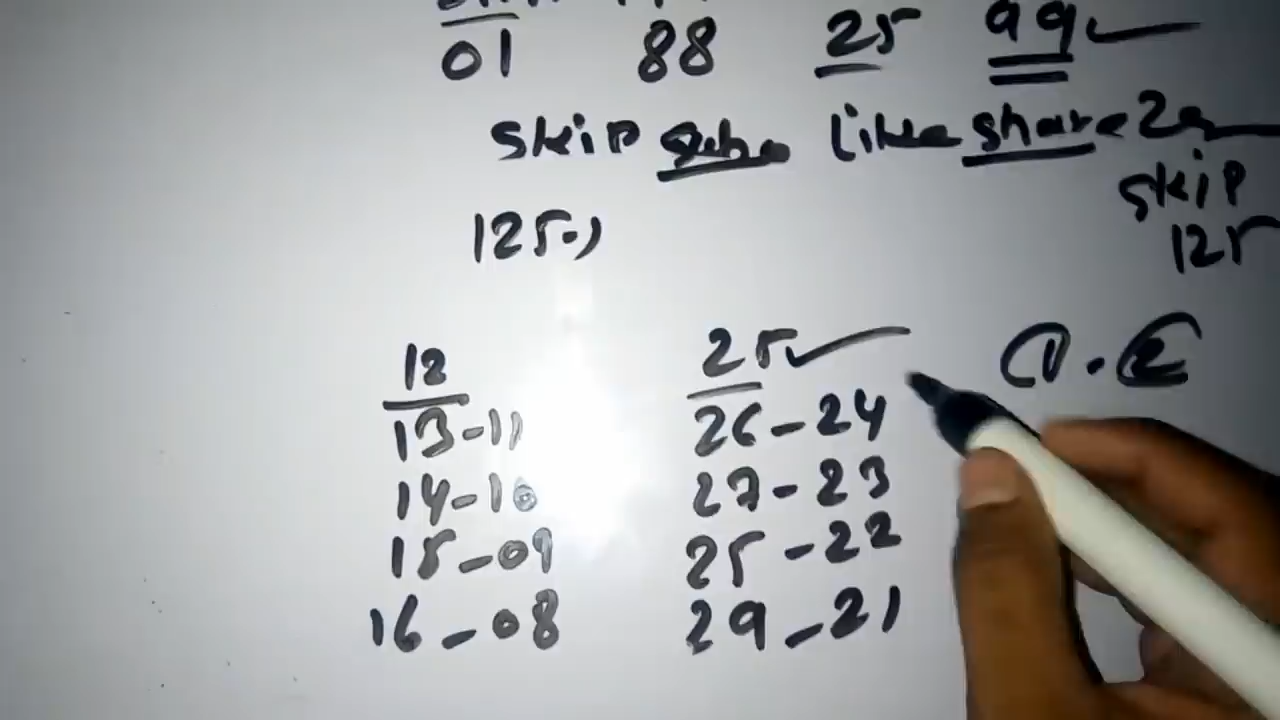 01 88 25 99
skip like share
skip
125
125
12 25
13-11 26-24
14-10 27-23
15-09 25-22
16-08 29-21